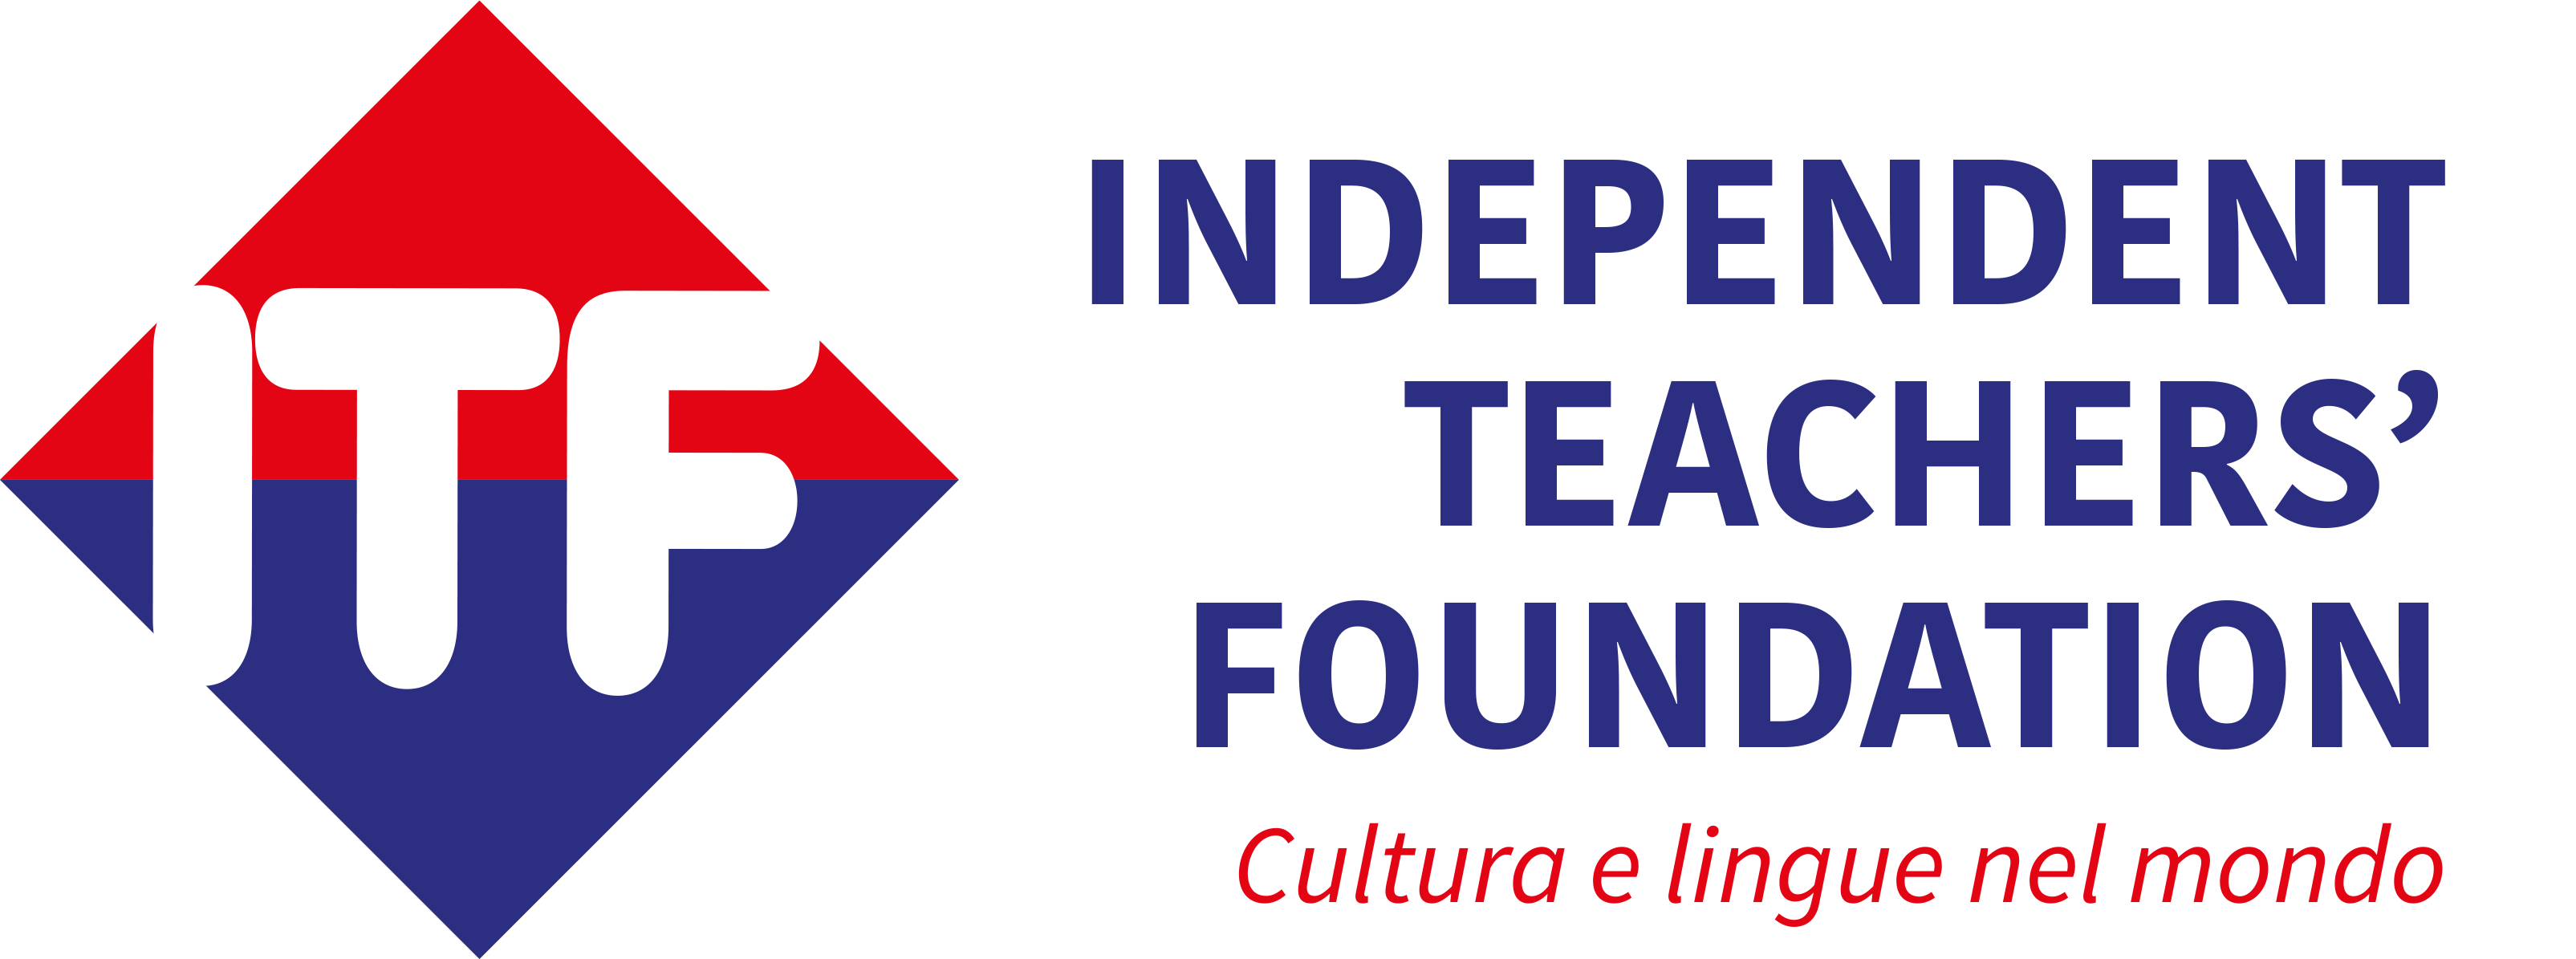 ITF
INDEPENDENT
TEACHERS’
FOUNDATION
Cultura e lingue nel mondo